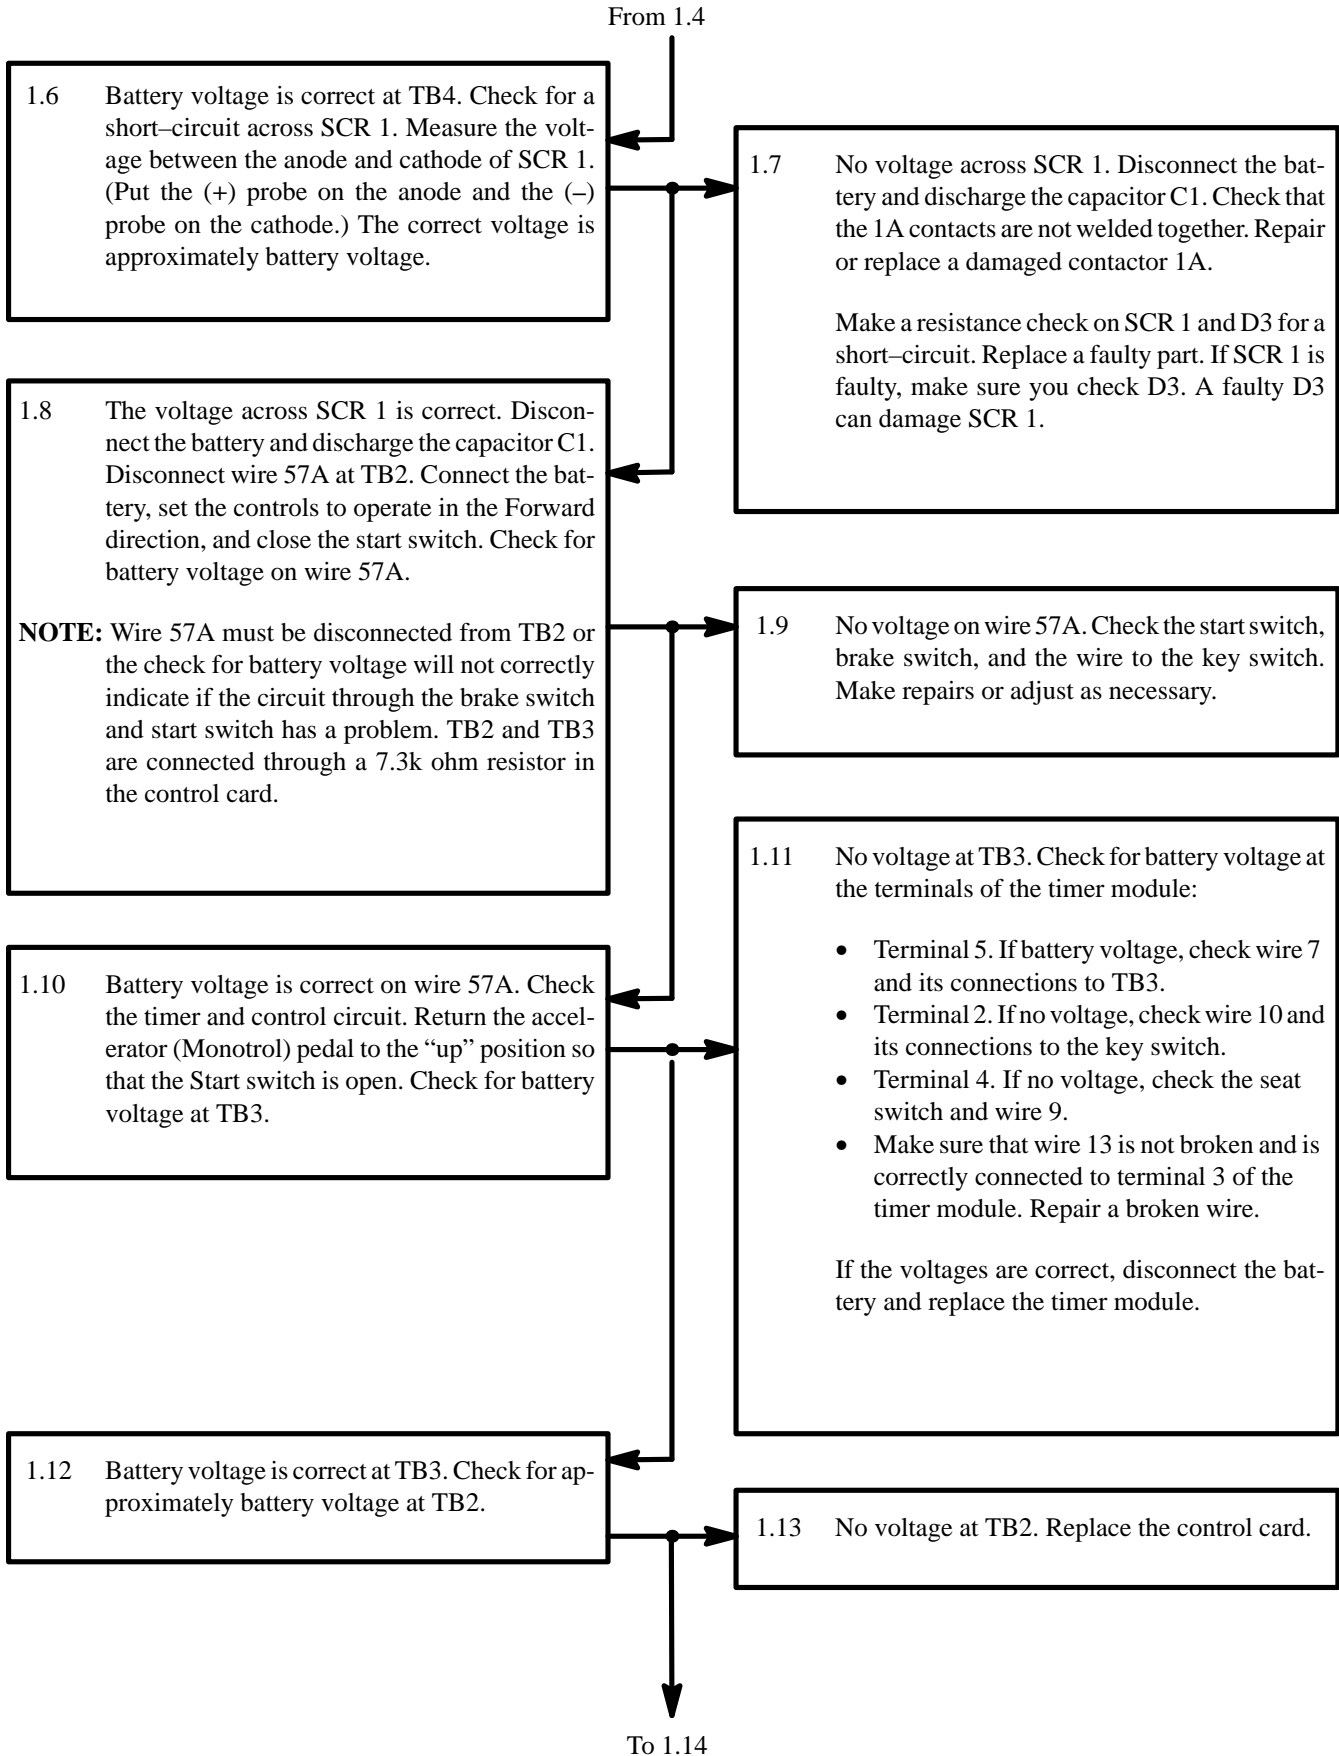 From 1.4
1.6 Battery voltage is correct at TB4. Check for a
short–circuit across SCR 1. Measure the volt-
age between the anode and cathode of SCR 1.
(Put the (+) probe on the anode and the (–)
probe on the cathode.) The correct voltage is
approximately battery voltage.
1.7 No voltage across SCR 1. Disconnect the bat-
tery and discharge the capacitor C1. Check that
the 1A contacts are not welded together. Repair
or replace a damaged contactor 1A.
Make a resistance check on SCR 1 and D3 for a
short–circuit. Replace a faulty part. If SCR 1 is
faulty, make sure you check D3. A faulty D3
can damage SCR 1.
1.8 The voltage across SCR 1 is correct. Discon-
nect the battery and discharge the capacitor C1.
Disconnect wire 57A at TB2. Connect the bat-
tery, set the controls to operate in the Forward
direction, and close the start switch. Check for
battery voltage on wire 57A.
NOTE: Wire 57A must be disconnected from TB2 or
the check for battery voltage will not correctly
indicate if the circuit through the brake switch
and start switch has a problem. TB2 and TB3
are connected through a 7.3k ohm resistor in
the control card.
1.9 No voltage on wire 57A. Check the start switch,
brake switch, and the wire to the key switch.
Make repairs or adjust as necessary.
1.10 Battery voltage is correct on wire 57A. Check
the timer and control circuit. Return the accel-
erator (Monotrol) pedal to the “up” position so
that the Start switch is open. Check for battery
voltage at TB3.
1.11 No voltage at TB3. Check for battery voltage at
the terminals of the timer module:
• Terminal 5. If battery voltage, check wire 7
and its connections to TB3.
• Terminal 2. If no voltage, check wire 10 and
its connections to the key switch.
• Terminal 4. If no voltage, check the seat
switch and wire 9.
• Make sure that wire 13 is not broken and is
correctly connected to terminal 3 of the
timer module. Repair a broken wire.
If the voltages are correct, disconnect the bat-
tery and replace the timer module.
1.12 Battery voltage is correct at TB3. Check for ap-
proximately battery voltage at TB2.
1.13 No voltage at TB2. Replace the control card.
To 1.14